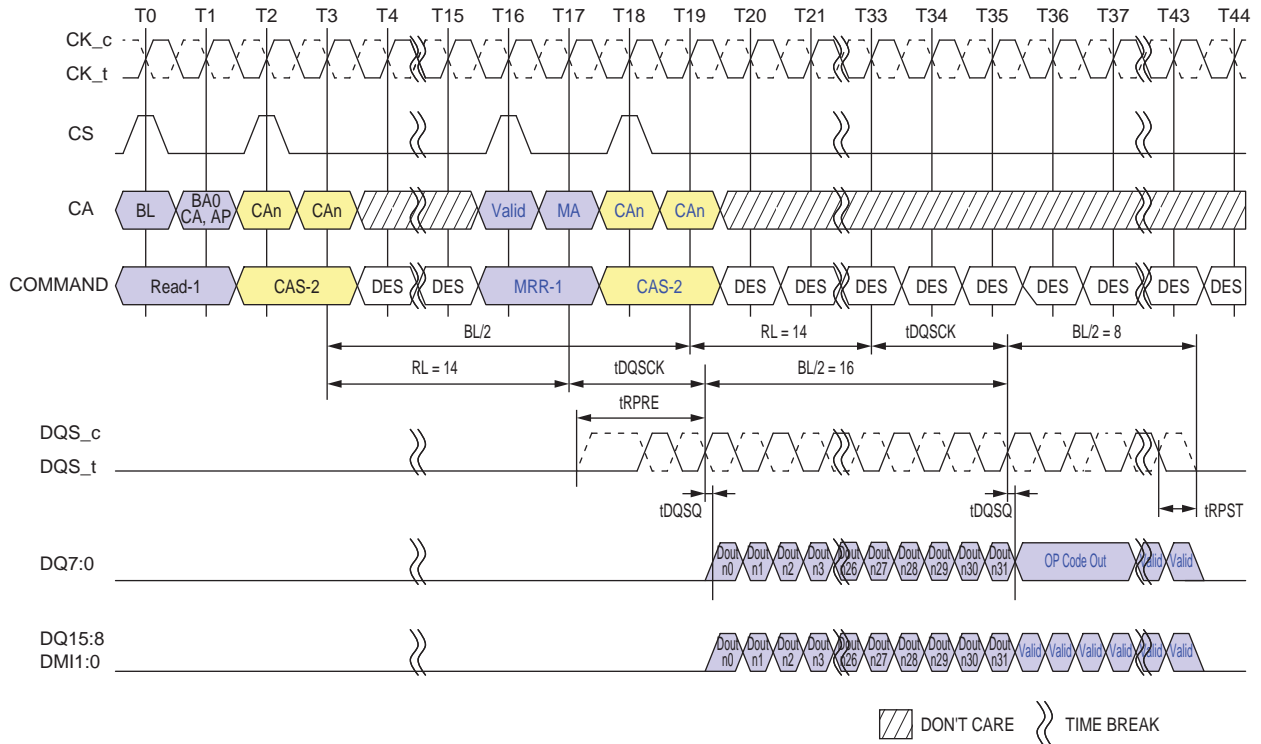 T0 T1 T2 T3 T4 T15 T16 T17 T18 T19 T20 T21 T33 T34 T35 T36 T37 T43 T44
CK_c
CK_t
CS
CA BL BA0 CA, AP CAn CAn Valid MA CAn CAn
COMMAND Read-1 CAS-2 DES DES MRR-1 CAS-2 DES DES DES DES DES DES DES DES DES
BL/2 RL = 14 tDQSCK BL/2 = 8
RL = 14 tDQSCK BL/2 = 16
tRPRE
DQS_c
DQS_t
tDQSQ tDQSQ tRPST
DQ7:0 Dout n0 Dout n1 Dout n2 Dout n3 Dout n26 Dout n27 Dout n28 Dout n29 Dout n30 Dout n31 OP Code Out Valid Valid
DQ15:8
DMI1:0 Dout n0 Dout n1 Dout n2 Dout n3 Dout n26 Dout n27 Dout n28 Dout n29 Dout n30 Dout n31 Valid Valid Valid Valid Valid Valid
DON'T CARE TIME BREAK